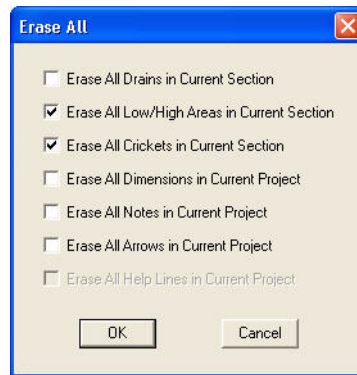 Erase All
Erase All Drains in Current Section
Erase All Low/High Areas in Current Section
Erase All Crickets in Current Section
Erase All Dimensions in Current Project
Erase All Notes in Current Project
Erase All Arrows in Current Project
Erase All Help Lines in Current Project
OK Cancel